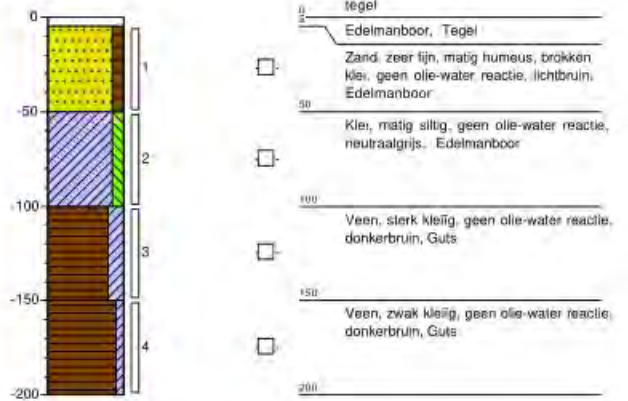 0
-50
-100
-150
-200
1
2
3
4
0
tegel
5
Edelmanboor, Tegel
Zand, zeer fijn, matig humeus, brokken
klei, geen olie-water reactie, lichtbruin,
Edelmanboor
50
Klei, matig siltig, geen olie-water reactie,
neutraalgrijs, Edelmanboor
100
Veen, sterk kleiïg, geen olie-water reactie,
donkerbruin, Guts
150
Veen, zwak kleiïg, geen olie-water reactie,
donkerbruin, Guts
200